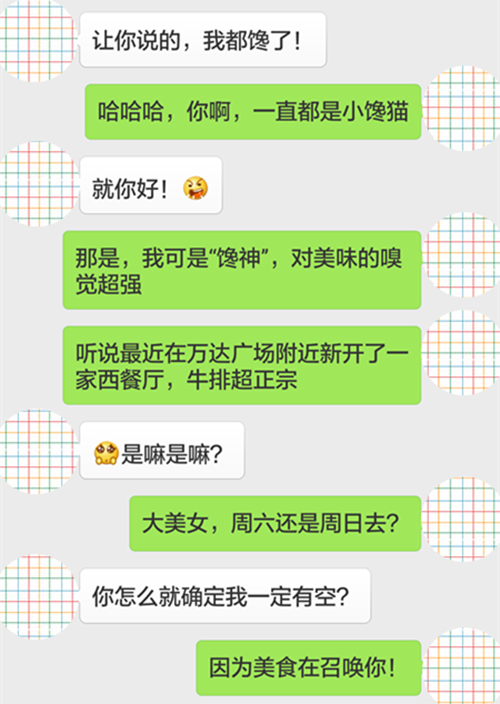 让你说的，我都馋了！
哈哈哈，你啊，一直都是小馋猫
就你好！
那是，我可是“馋神”，对美味的嗅
觉超强
听说最近在万达广场附近新开了一
家西餐厅，牛排超正宗
是嘛是嘛？
大美女，周六还是周日去？
你怎么就确定我一定有空？
因为美食在召唤你！